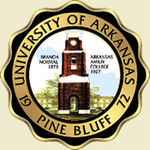 UNIVERSITY OF ARKANSAS
BRANCH
NORMAL
1873
ARKANSAS
AM&N
COLLEGE
1927
19 72
PINE BLUFF